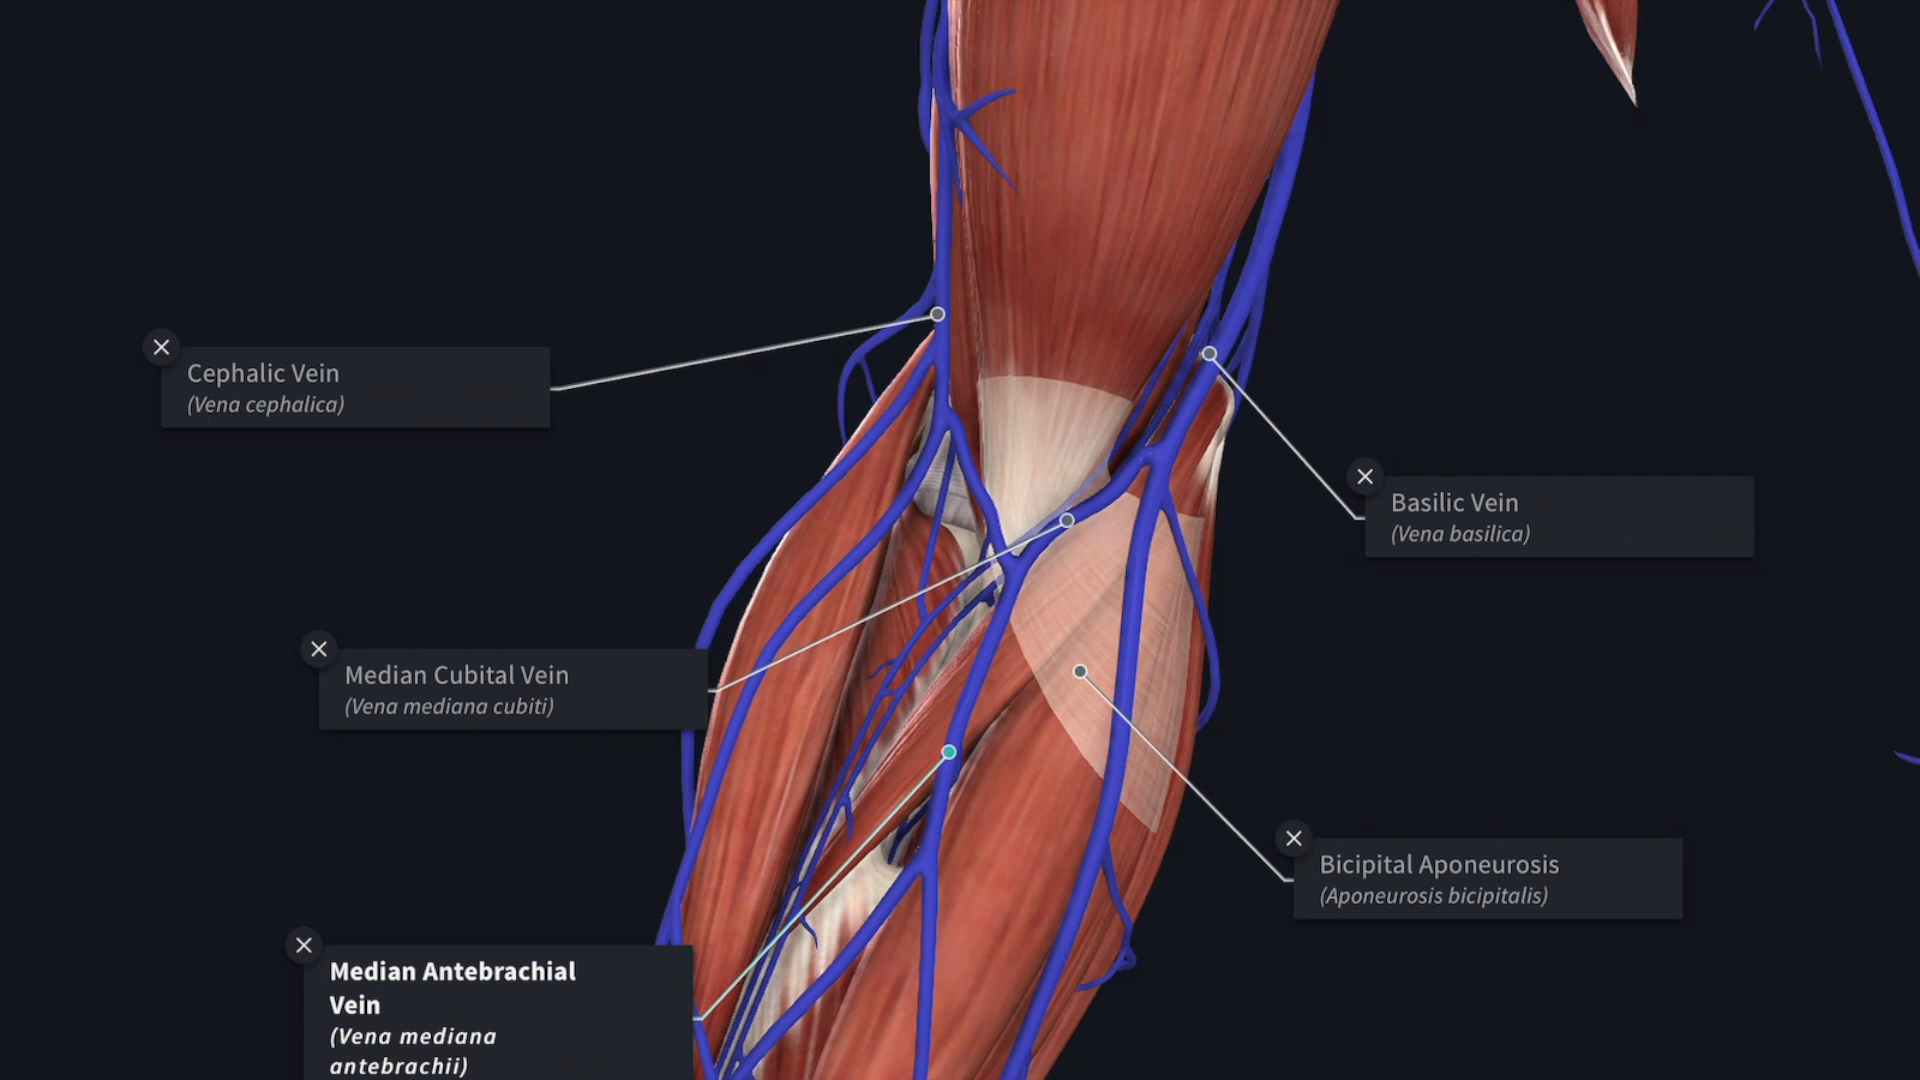 Cephalic Vein
(Vena cephalica)
Basilic Vein
(Vena basilica)
Median Cubital Vein
(Vena mediana cubiti)
Bicipital Aponeurosis
(Aponeurosis bicipitalis)
Median Antebrachial
Vein
(Vena mediana
antebrachii)